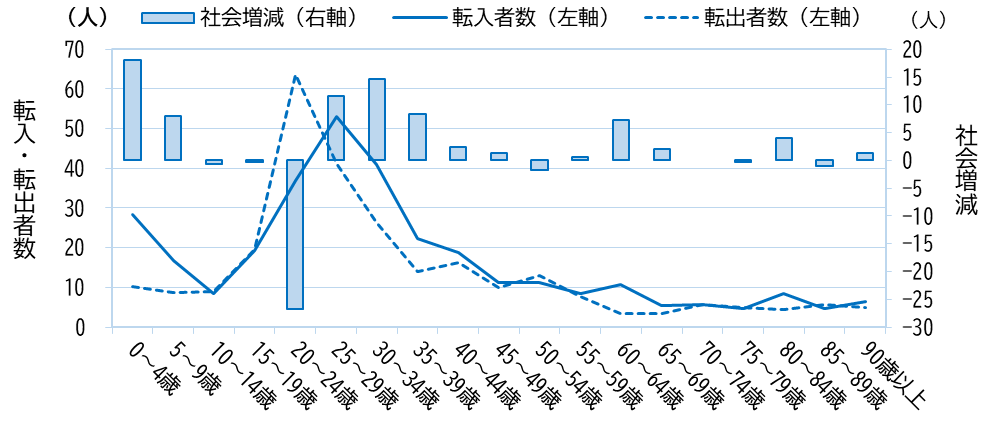 （人）
社会増減（右軸）
転入者数（左軸）
転出者数（左軸）
（人）
転入・転出者数
70
60
50
40
30
20
10
0
20
15
10
5
0
−5
−10
−15
−20
−25
−30
社会増減
0～4歳
5～9歳
10～14歳
15～19歳
20～24歳
25～29歳
30～34歳
35～39歳
40～44歳
45～49歳
50～54歳
55～59歳
60～64歳
65～69歳
70～74歳
75～79歳
80～84歳
85～89歳
90歳以上